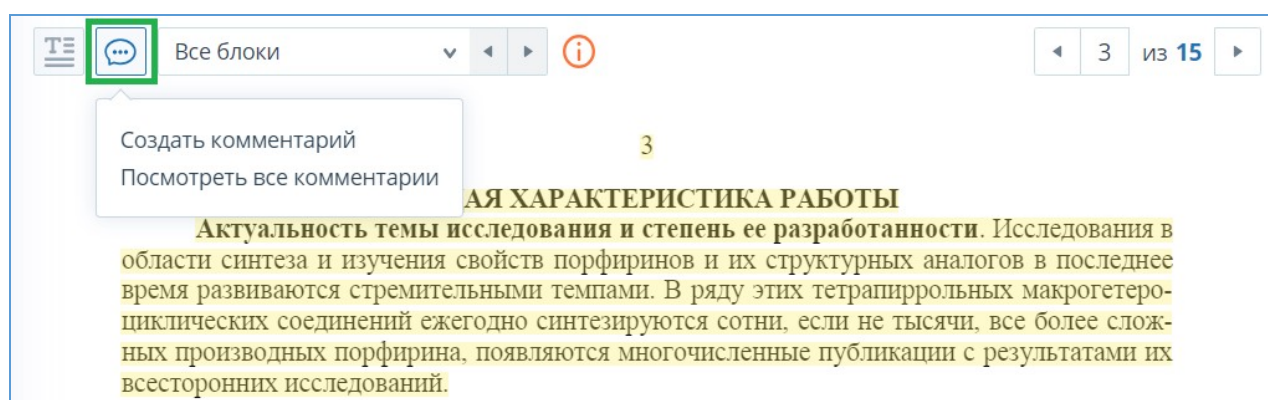 Все блоки
3 из 15
Создать комментарий
Посмотреть все комментарии
3
АЯ ХАРАКТЕРИСТИКА РАБОТЫ
Актуальность темы исследования и степень ее разработанности. Исследования в
области синтеза и изучения свойств порфиринов и их структурных аналогов в последнее
время развиваются стремительными темпами. В ряду этих тетрапиррольных макрогетеро-
циклических соединений ежегодно синтезируются сотни, если не тысячи, все более слож-
ных производных порфирина, появляются многочисленные публикации с результатами их
всесторонних исследований.